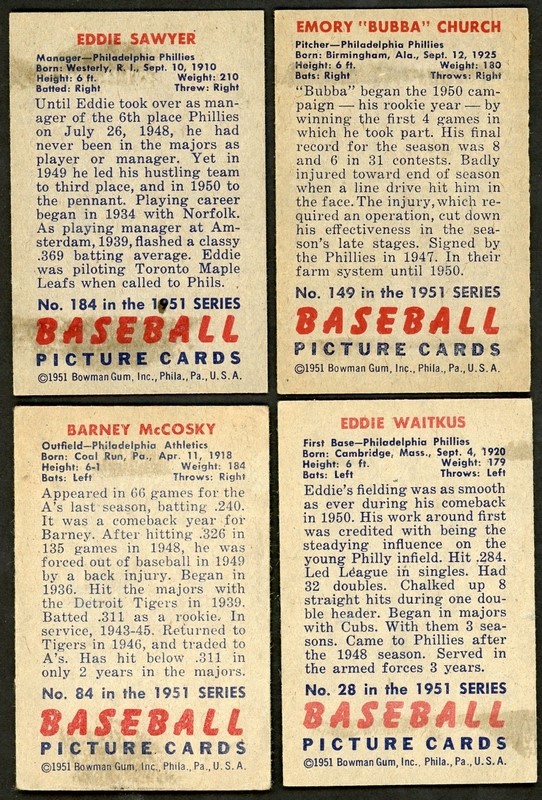 EDDIE SAWYER
Manager—Philadelphia Phillies
Born: Westerly, R. I., Sept. 10, 1910
Height: 6 ft. Weight: 210
Batted: Right Threw: Right
Until Eddie took over as man-
ager of the 6th place Phillies
on July 26, 1948, he had
never been in the majors as
player or manager. Yet in
1949 he led his hustling team
to third place, and in 1950 to
the pennant. Playing career
began in 1934 with Norfolk.
As playing manager at Am-
sterdam, 1939, flashed a classy
.369 batting average. Eddie
was piloting Toronto Maple
Leafs when called to Phils.
No. 184 in the 1951 SERIES
BASEBALL
PICTURE CARDS
©1951 Bowman Gum, Inc., Phila., Pa., U. S. A.
EMORY "BUBBA" CHURCH
Pitcher—Philadelphia Phillies
Born: Birmingham, Ala., Sept. 12, 1925
Height: 6 ft. Weight: 180
Bats: Right Throws: Right
"Bubba" began the 1950 cam-
paign — his rookie year — by
winning the first 4 games in
which he took part. His final
record for the season was 8
and 6 in 31 contests. Badly
injured toward end of season
when a line drive hit him in
the face. The injury, which re-
quired an operation, cut down
his effectiveness in the sea-
son's late stages. Signed by
the Phillies in 1947. In their
farm system until 1950.
No. 149 in the 1951 SERIES
BASEBALL
PICTURE CARDS
©1951 Bowman Gum, Inc., Phila., Pa., U. S. A.
BARNEY McCOSKY
Outfield—Philadelphia Athletics
Born: Coal Run, Pa., Apr. 11, 1918
Height: 6-1 Weight: 184
Bats: Left Throws: Right
Appeared in 66 games for the
A's last season, batting .240.
It was a comeback year for
Barney. After hitting .326 in
135 games in 1948, he was
forced out of baseball in 1949
by a back injury. Began in
1936. Hit the majors with
the Detroit Tigers in 1939.
Batted .311 as a rookie. In
service, 1943-45. Returned to
Tigers in 1946, and traded to
A's. Has hit below .311 in
only 2 years in the majors.
No. 84 in the 1951 SERIES
BASEBALL
PICTURE CARDS
©1951 Bowman Gum, Inc., Phila., Pa., U. S. A.
EDDIE WAITKUS
First Base—Philadelphia Phillies
Born: Cambridge, Mass., Sept. 4, 1920
Height: 6 ft. Weight: 179
Bats: Left Throws: Left
Eddie's fielding was as smooth
as ever during his comeback
in 1950. His work around first
was credited with being the
steadying influence on the
young Philly infield. Hit .284.
Led League in singles. Had
32 doubles. Chalked up 8
straight hits during one dou-
ble header. Began in majors
with Cubs. With them 3 sea-
sons. Came to Phillies after
the 1948 season. Served in
the armed forces 3 years.
No. 28 in the 1951 SERIES
BASEBALL
PICTURE CARDS
©1951 Bowman Gum, Inc., Phila., Pa., U. S. A.